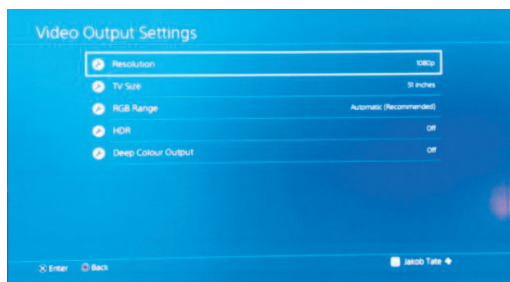 Video Output Settings
Resolution 1080p
TV Size 51 inches
RGB Range Automatic (Recommended)
HDR Off
Deep Colour Output Off
Enter Back Jakob Tate